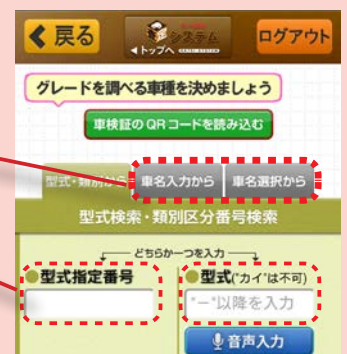 戻る
システム
トップへ
ログアウト
グレードを調べる車種を決めましょう
車検証のQRコードを読み込む
型式・類別から
車名入力から
車名選択から
型式検索・類別区分番号検索
どちらか一つを入力
型式指定番号
型式("カイ"は不可)
"ー"以降を入力
音声入力